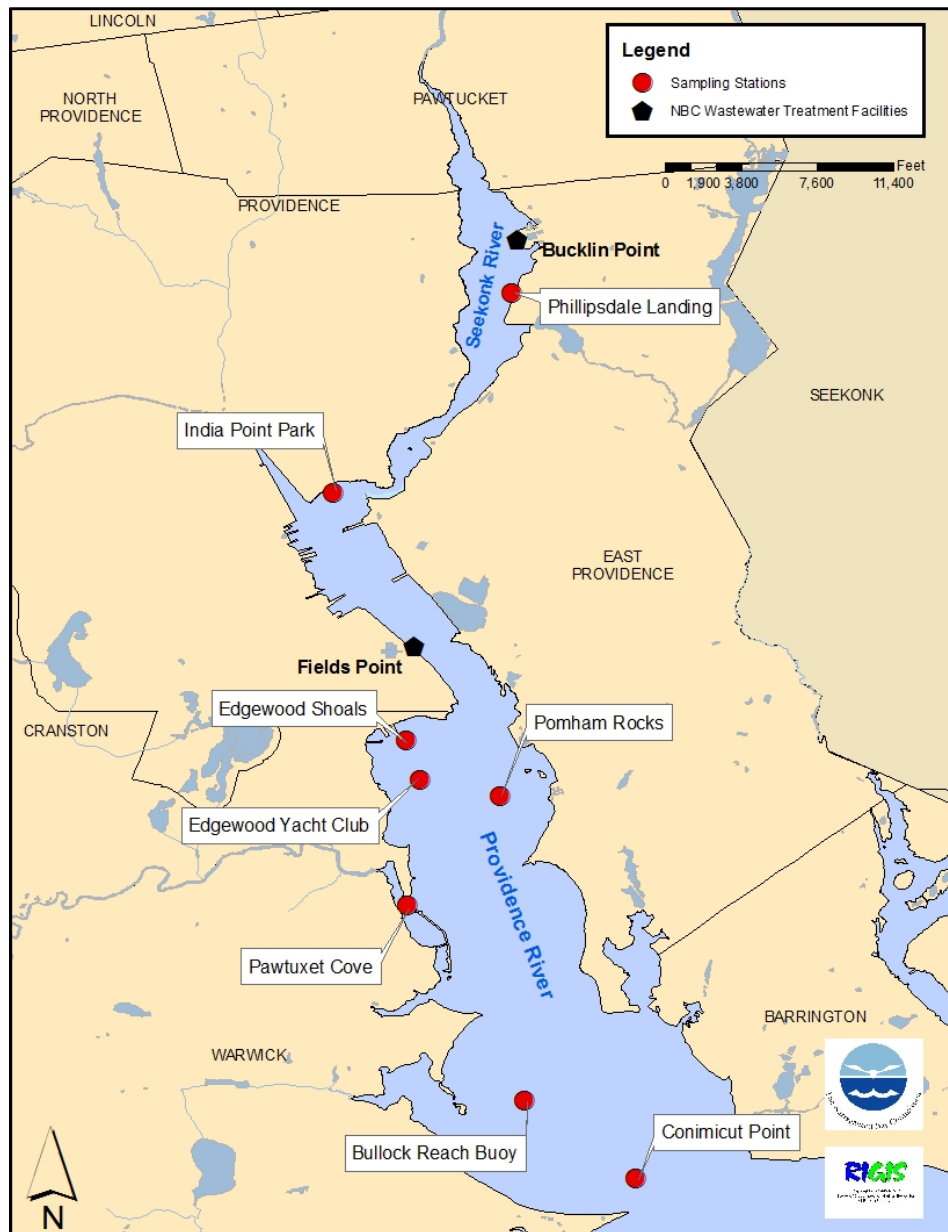 LINCOLN
Legend
Sampling Stations
NBC Wastewater Treatment Facilities
NORTH
PROVIDENCE
PAWTUCKET
Feet
0 1,900 3,800 7,600 11,400
PROVIDENCE
Bucklin Point
Seekonk River
Phillipsdale Landing
SEEKONK
India Point Park
EAST
PROVIDENCE
Fields Point
Edgewood Shoals
Pomham Rocks
CRANSTON
Edgewood Yacht Club
Providence River
Pawtuxet Cove
BARRINGTON
WARWICK
Conimicut Point
Bullock Reach Buoy
RIGIS
N